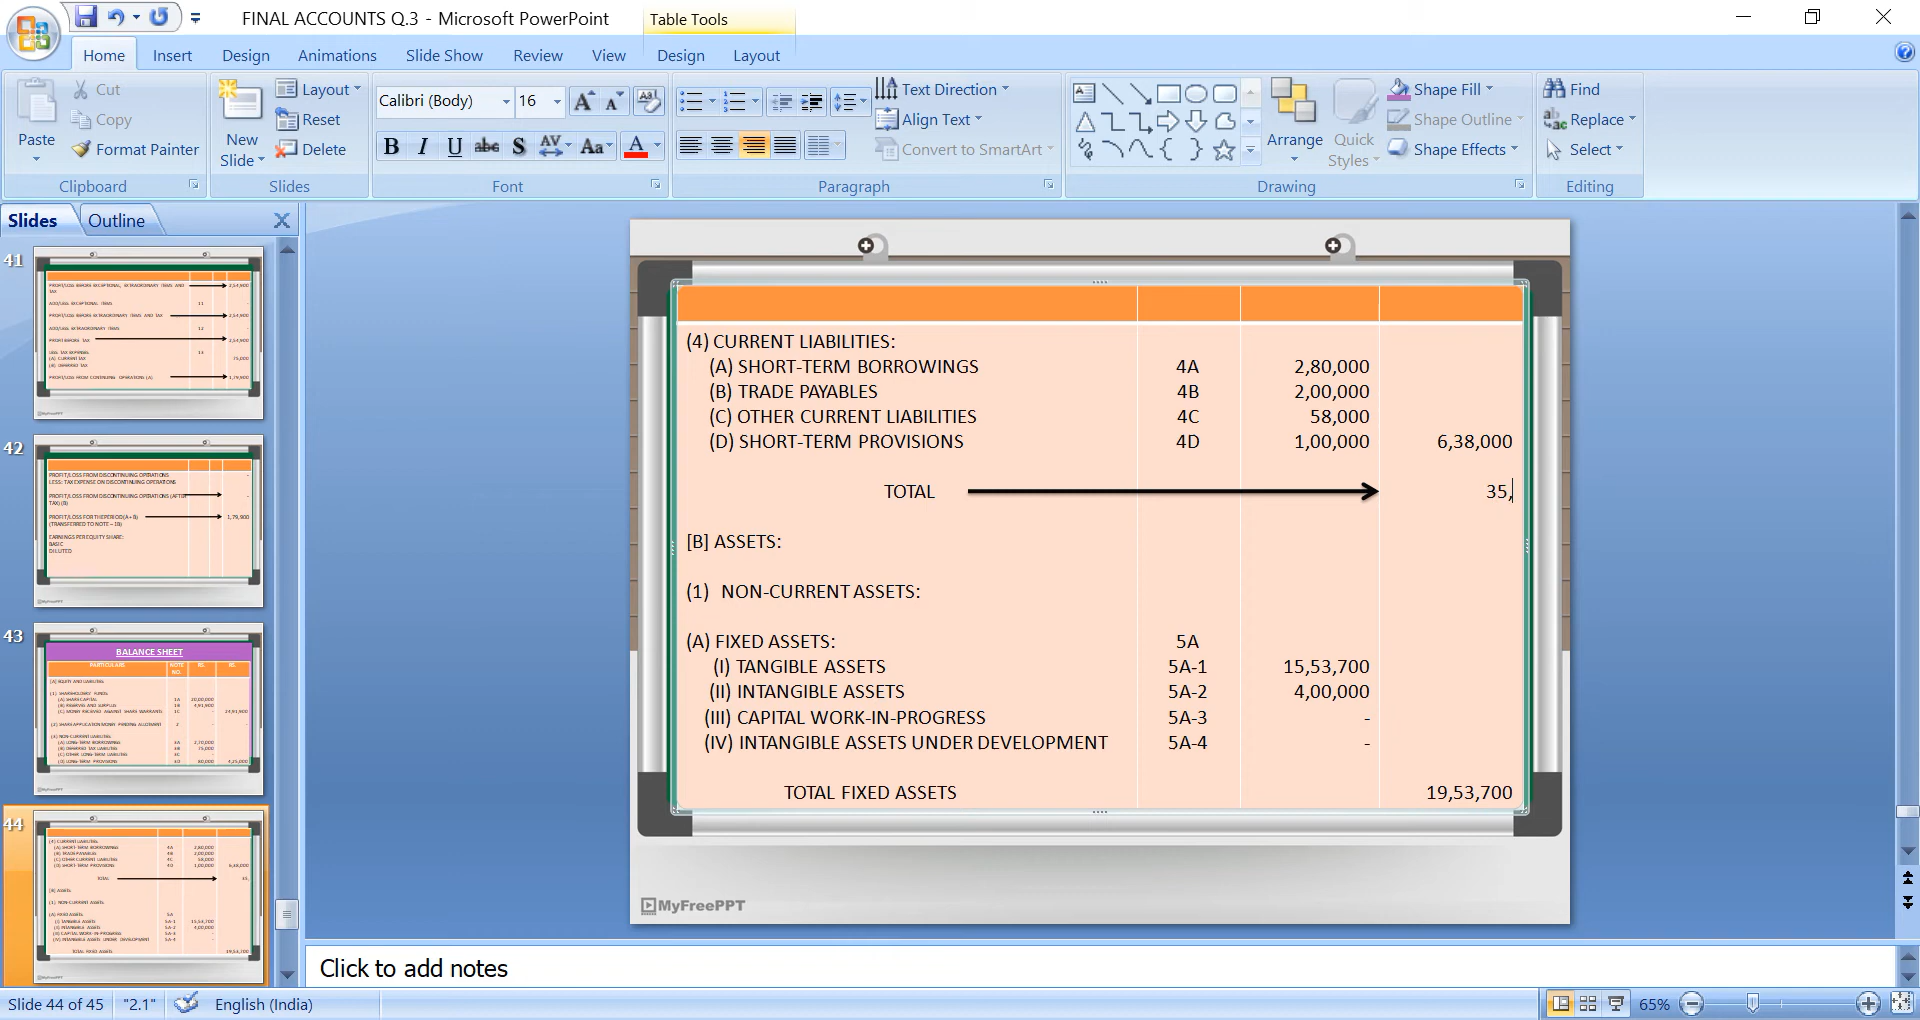 FINAL ACCOUNTS Q.3 - Microsoft PowerPoint
Table Tools
Home Insert Design Animations Slide Show Review View Design Layout
Paste
Cut
Copy
Format Painter
Clipboard
New Slide
Layout
Reset
Delete
Slides
Calibri (Body) 16
Font
Paragraph
Text Direction
Align Text
Convert to SmartArt
Arrange
Quick Styles
Shape Fill
Shape Outline
Shape Effects
Drawing
Find
Replace
Select
Editing
Slides Outline
41
42
43
BALANCE SHEET
44
(4) CURRENT LIABILITIES:
(A) SHORT-TERM BORROWINGS 4A 2,80,000
(B) TRADE PAYABLES 4B 2,00,000
(C) OTHER CURRENT LIABILITIES 4C 58,000
(D) SHORT-TERM PROVISIONS 4D 1,00,000 6,38,000
TOTAL 35,
[B] ASSETS:
(1) NON-CURRENT ASSETS:
(A) FIXED ASSETS: 5A
(I) TANGIBLE ASSETS 5A-1 15,53,700
(II) INTANGIBLE ASSETS 5A-2 4,00,000
(III) CAPITAL WORK-IN-PROGRESS 5A-3 -
(IV) INTANGIBLE ASSETS UNDER DEVELOPMENT 5A-4 -
TOTAL FIXED ASSETS 19,53,700
MyFreePPT
Click to add notes
Slide 44 of 45 "2.1" English (India) 65%